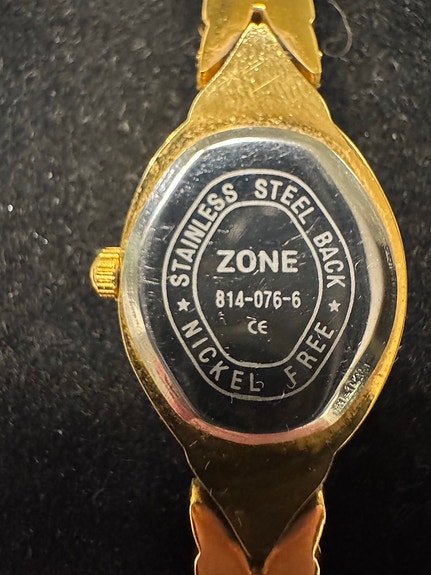 STAINLESS STEEL BACK
ZONE
814-076-6
CE
NICKEL FREE